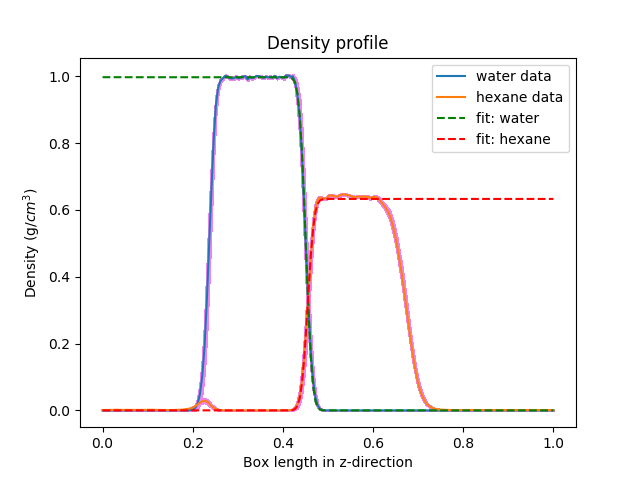 Density profile
water data
hexane data
fit: water
fit: hexane
Density (g/cm³)
1.0
0.8
0.6
0.4
0.2
0.0
0.0 0.2 0.4 0.6 0.8 1.0
Box length in z-direction